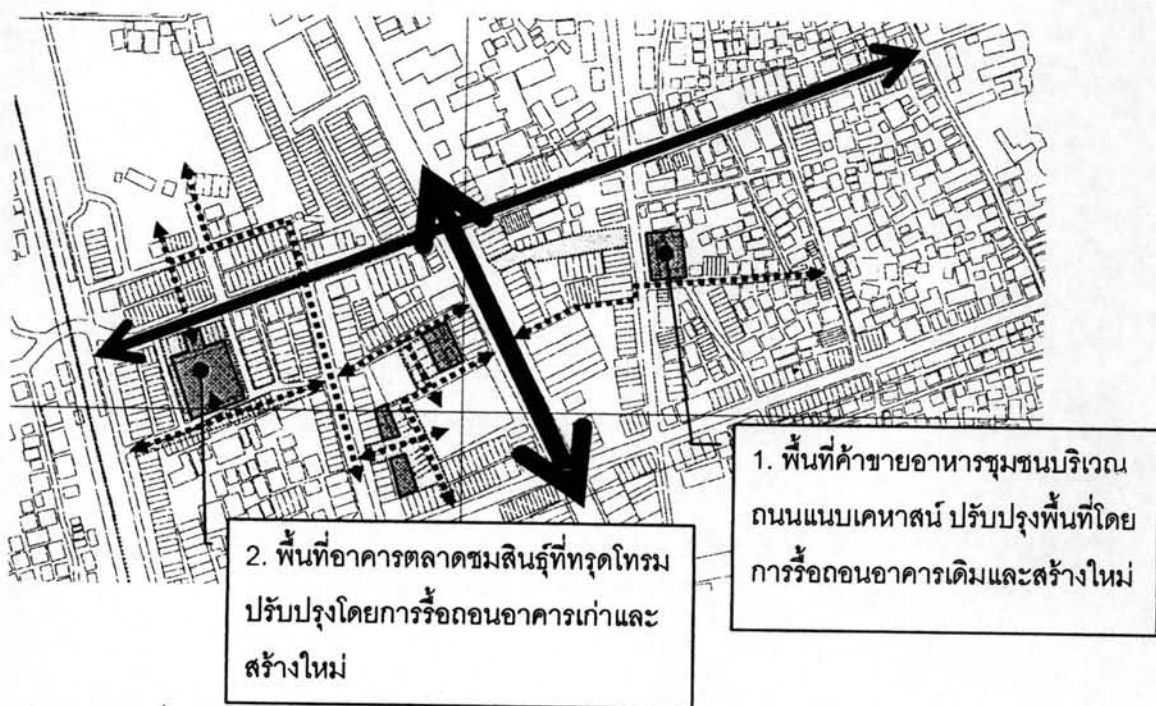 1. พื้นที่ค้าขายอาหารชุมชนบริเวณ
ถนนแนบเคหาสน์ ปรับปรุงพื้นที่โดย
การรื้อถอนอาคารเดิมและสร้างใหม่
2. พื้นที่อาคารตลาดชมสินธุ์ที่ทรุดโทรม
ปรับปรุงโดยการรื้อถอนอาคารเก่าและ
สร้างใหม่